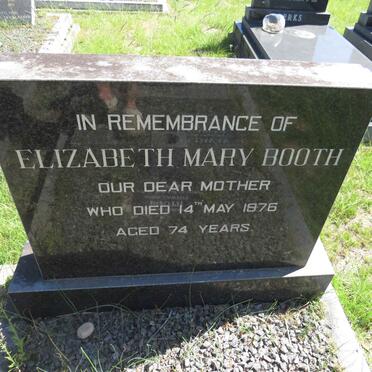 IN REMEMBRANCE OF
ELIZABETH MARY BOOTH
OUR DEAR MOTHER
WHO DIED 14TH MAY 1976
AGED 74 YEARS